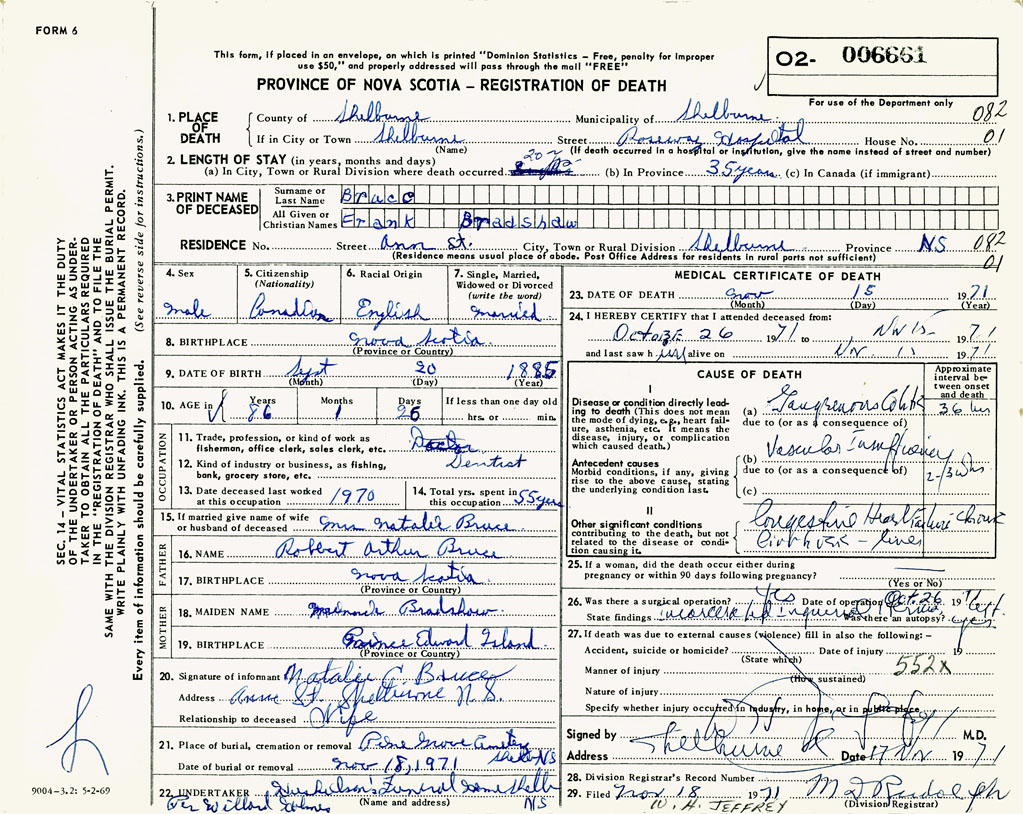 FORM 6
This form, if placed in an envelope, on which is printed "Dominion Statistics — Free, penalty for improper
use $50," and properly addressed will pass through the mail "FREE"
PROVINCE OF NOVA SCOTIA — REGISTRATION OF DEATH
O2- 006661
For use of the Department only
1. PLACE OF DEATH
County of Shelburne Municipality of Shelburne 082
If in City or Town Shelburne Street Roseway Hospital House No. 01
(Name) (If death occurred in a hospital or institution, give the name instead of street and number)
2. LENGTH OF STAY (in years, months and days)
(a) In City, Town or Rural Division where death occurred 20 (b) In Province 35 years (c) In Canada (if immigrant)
3. PRINT NAME OF DECEASED
Surname or Last Name Bruce
All Given or Christian Names Frank Bradshaw
RESIDENCE No. Street Ann St. City, Town or Rural Division Shelburne Province NS 082
(Residence means usual place of abode. Post Office Address for residents in rural parts not sufficient) 01
4. Sex Male
5. Citizenship (Nationality) Canadian
6. Racial Origin English
7. Single, Married, Widowed or Divorced (write the word) Married
8. BIRTHPLACE Nova Scotia
(Province or Country)
9. DATE OF BIRTH Sept 20 1885
(Month) (Day) (Year)
10. AGE in Years 86 Months 1 Days 26 If less than one day old hrs. or min.
OCCUPATION
11. Trade, profession, or kind of work as fisherman, office clerk, sales clerk, etc. Doctor
12. Kind of industry or business, as fishing, bank, grocery store, etc. Dentist
13. Date deceased last worked at this occupation 1970
14. Total yrs. spent in this occupation 55 years
15. If married give name of wife or husband of deceased Mrs. Natalie Bruce
FATHER
16. NAME Robbert Arthur Bruce
17. BIRTHPLACE Nova Scotia
(Province or Country)
MOTHER
18. MAIDEN NAME Bradshaw
19. BIRTHPLACE Prince Edward Island
(Province or Country)
20. Signature of informant Natalie C Bruce
Address Anne St. Shelburne N.S.
Relationship to deceased Wife
21. Place of burial, cremation or removal Pine Grove Cemetery Shelb NS
Date of burial or removal Nov 18, 1971
22. UNDERTAKER Funeral Home Shelb NS
Per Willard
(Name and address)
MEDICAL CERTIFICATE OF DEATH
23. DATE OF DEATH Nov 15 1971
(Month) (Day) (Year)
24. I HEREBY CERTIFY that I attended deceased from:
26 1971 to Nov 15 1971
and last saw h im alive on 1971
CAUSE OF DEATH
Approximate interval between onset and death
I
Disease or condition directly leading to death (This does not mean the mode of dying, e.g., heart failure, asthenia, etc. It means the disease, injury, or complication which caused death.)
(a) Gangrenous 36 hrs
due to (or as a consequence of)
Antecedent causes
Morbid conditions, if any, giving rise to the above cause, stating the underlying condition last.
(b) Vascular Insufficiency
due to (or as a consequence of)
(c)
II
Other significant conditions contributing to the death, but not related to the disease or condition causing it.
Congestive Heart Failure - Chronic
Cirrhosis - liver
25. If a woman, did the death occur either during pregnancy or within 90 days following pregnancy?
(Yes or No)
26. Was there a surgical operation? Yes Date of operation Oct. 26 19
State findings Inguinal Hernia Was there an autopsy?
27. If death was due to external causes (violence) fill in also the following: —
Accident, suicide or homicide? Date of injury 19
(State which)
Manner of injury 552X
(How sustained)
Nature of injury
Specify whether injury occurred in industry, in home, or in public place
Signed by M.D.
Address Shelburne Date 17 Nov 1971
28. Division Registrar's Record Number
29. Filed Nov 18 1971 M D Rudolph
(Division Registrar)
W. H. JEFFREY
SEC. 14 — VITAL STATISTICS ACT MAKES IT THE DUTY
OF THE UNDERTAKER OR PERSON ACTING AS UNDER-
TAKER TO OBTAIN ALL THE PARTICULARS REQUIRED
IN THE "REGISTRATION OF DEATH" AND TO FILE THE
SAME WITH THE DIVISION REGISTRAR WHO SHALL ISSUE THE BURIAL PERMIT.
WRITE PLAINLY WITH UNFADING INK. THIS IS A PERMANENT RECORD.
Every item of information should be carefully supplied. (See reverse side for instructions.)
9004-3.2: 5-2-69